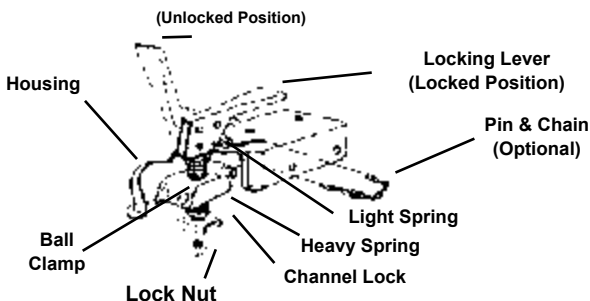 (Unlocked Position)
Locking Lever
(Locked Position)
Housing
Pin & Chain
(Optional)
Light Spring
Ball
Clamp
Heavy Spring
Channel Lock
Lock Nut